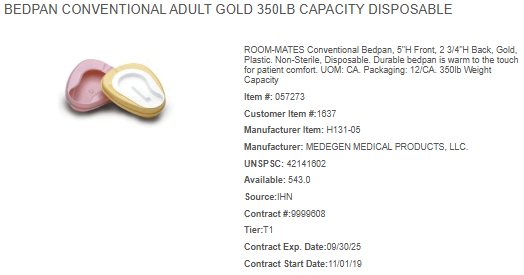 BEDPAN CONVENTIONAL ADULT GOLD 350LB CAPACITY DISPOSABLE
ROOM-MATES Conventional Bedpan, 5"H Front, 2 3/4"H Back, Gold,
Plastic. Non-Sterile, Disposable. Durable bedpan is warm to the touch
for patient comfort. UOM: CA. Packaging: 12/CA. 350lb Weight
Capacity
Item #: 057273
Customer Item #:1637
Manufacturer Item: H131-05
Manufacturer: MEDEGEN MEDICAL PRODUCTS, LLC.
UNSPSC: 42141602
Available: 543.0
Source:IHN
Contract #:9999608
Tier:T1
Contract Exp. Date:09/30/25
Contract Start Date:11/01/19